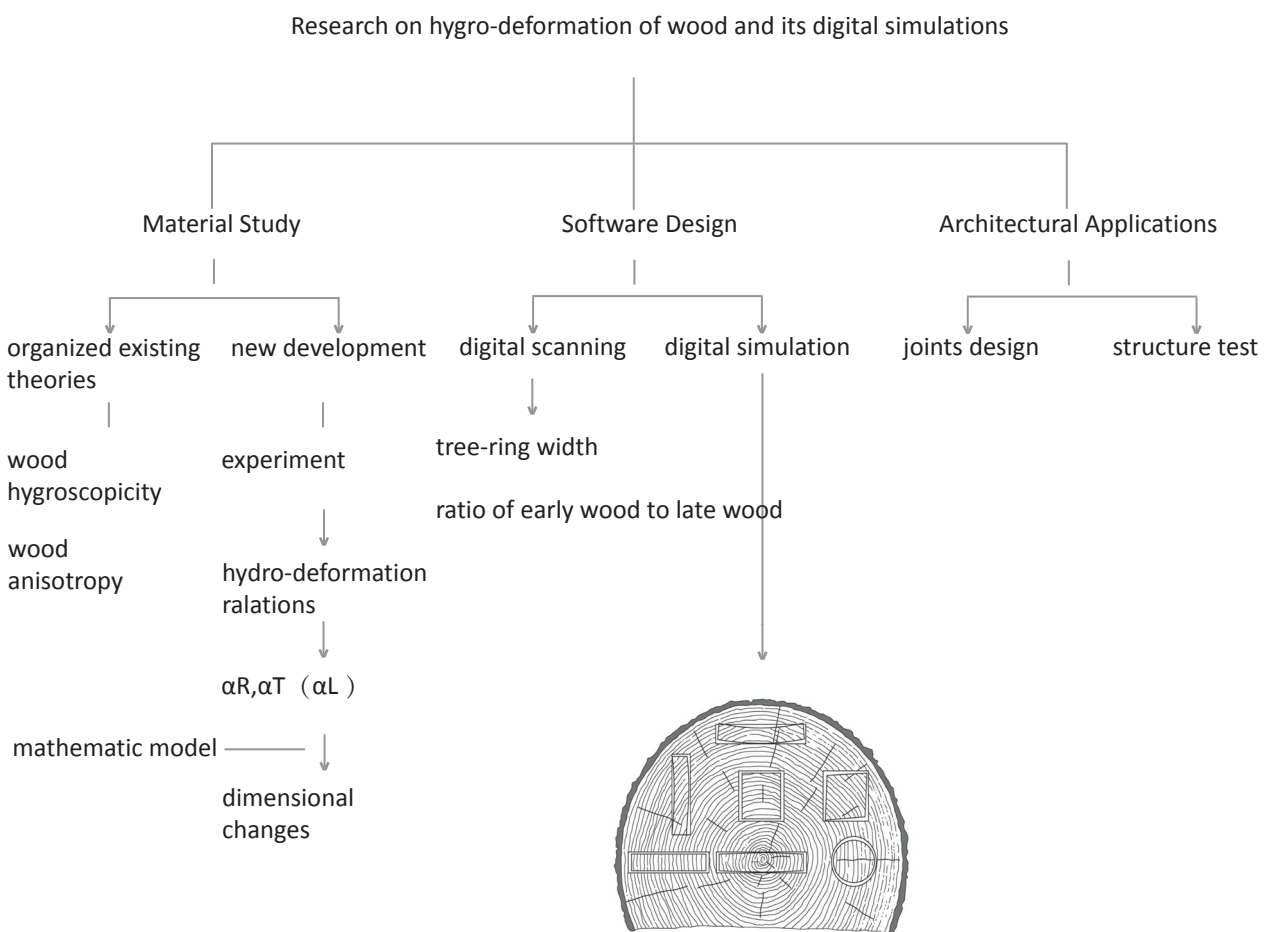 Research on hygro-deformation of wood and its digital simulations
Material Study
Software Design
Architectural Applications
organized existing
theories
new development
digital scanning
digital simulation
joints design
structure test
wood
hygroscopicity
wood
anisotropy
experiment
hydro-deformation
ralations
αR,αT（αL ）
mathematic model
dimensional
changes
tree-ring width
ratio of early wood to late wood